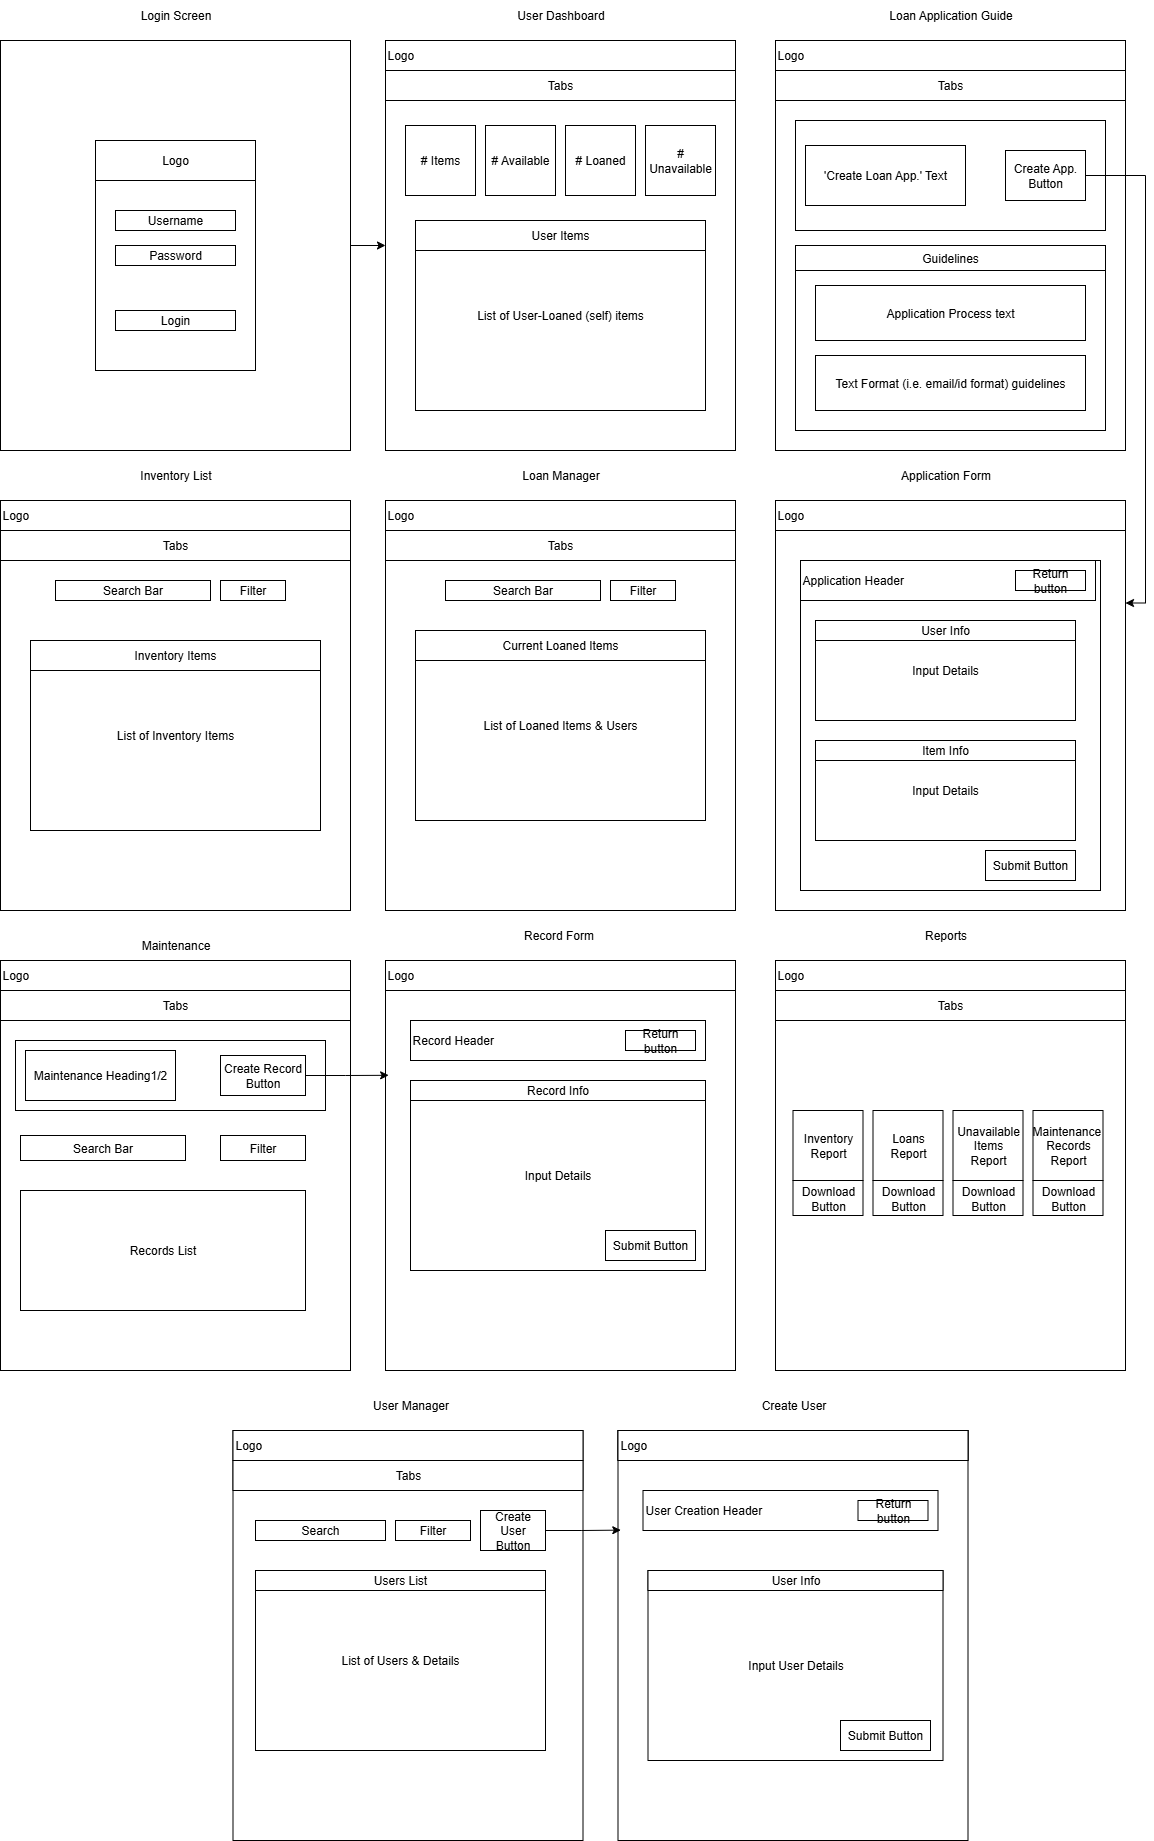 Login Screen
User Dashboard
Loan Application Guide
Logo
Username
Password
Login
Logo
Tabs
# Items
# Available
# Loaned
#
Unavailable
User Items
List of User-Loaned (self) items
Logo
Tabs
'Create Loan App.' Text
Create App.
Button
Guidelines
Application Process text
Text Format (i.e. email/id format) guidelines
Inventory List
Loan Manager
Application Form
Logo
Tabs
Search Bar
Filter
Inventory Items
List of Inventory Items
Logo
Tabs
Search Bar
Filter
Current Loaned Items
List of Loaned Items & Users
Logo
Application Header
Return
button
User Info
Input Details
Item Info
Input Details
Submit Button
Maintenance
Record Form
Reports
Logo
Tabs
Maintenance Heading1/2
Create Record
Button
Search Bar
Filter
Records List
Logo
Record Header
Return
button
Record Info
Input Details
Submit Button
Logo
Tabs
Inventory
Report
Download
Button
Loans
Report
Download
Button
Unavailable
Items
Report
Download
Button
Maintenance
Records
Report
Download
Button
User Manager
Create User
Logo
Tabs
Search
Filter
Create
User
Button
Users List
List of Users & Details
Logo
User Creation Header
Return
button
User Info
Input User Details
Submit Button